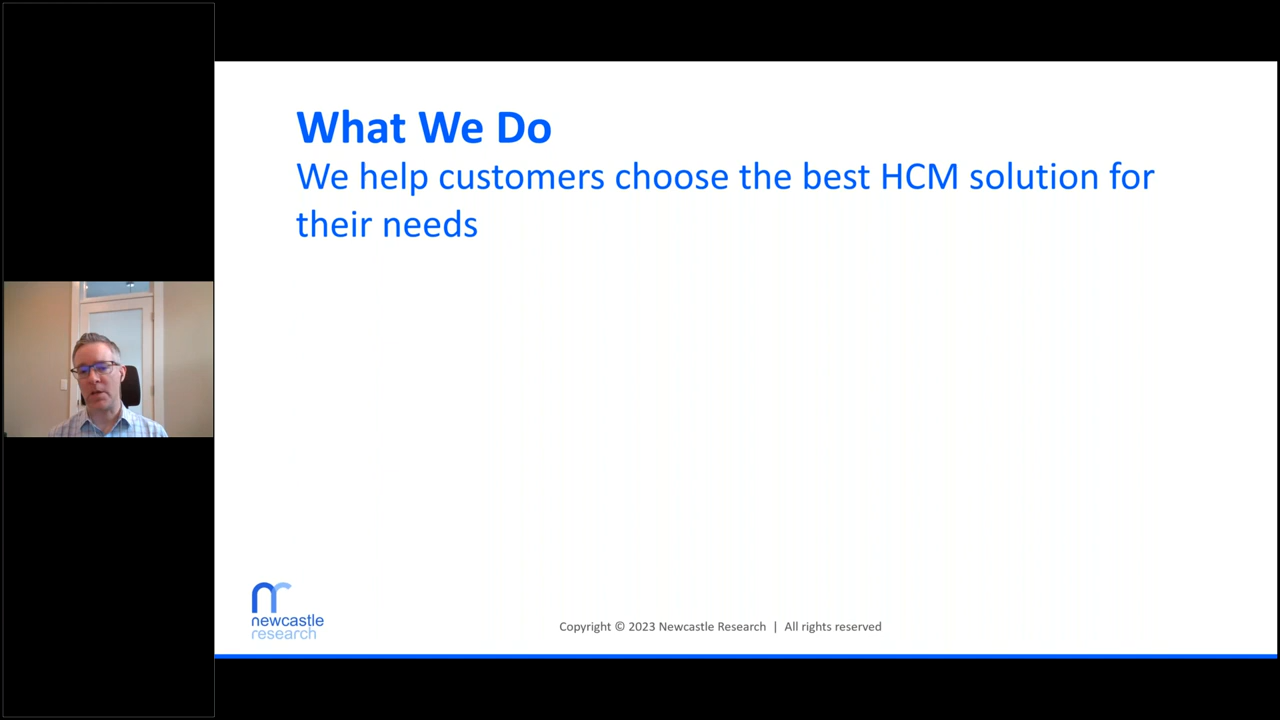 What We Do
We help customers choose the best HCM solution for
their needs
newcastle
research
Copyright © 2023 Newcastle Research | All rights reserved